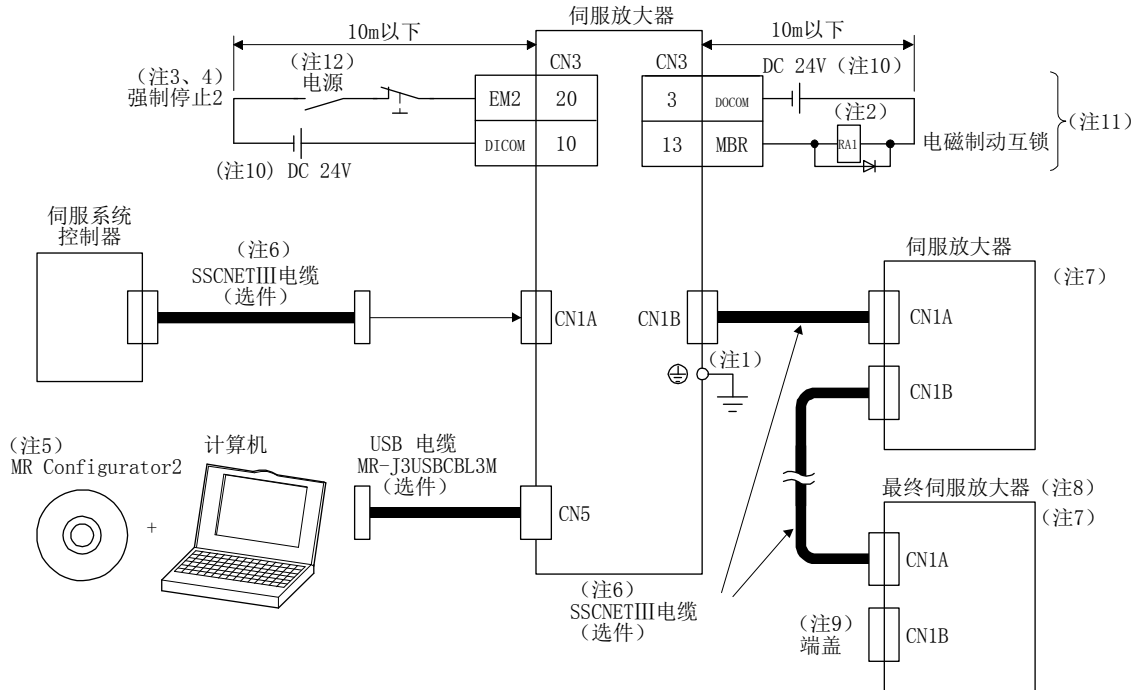 伺服放大器
10m以下
10m以下
CN3
CN3
（注3、4）
强制停止2
（注12）
电源
EM2 20
DICOM 10
(注10) DC 24V
3 DOCOM
13 MBR
DC 24V（注10）
（注2）
RA1
电磁制动互锁
（注11）
伺服系统
控制器
（注6）
SSCNETⅢ电缆
（选件）
CN1A
CN1B
（注1）
伺服放大器
（注7）
CN1A
CN1B
（注5）
MR Configurator2
+
计算机
USB 电缆
MR-J3USBCBL3M
（选件）
CN5
（注6）
SSCNETⅢ电缆
（选件）
最终伺服放大器（注8）
（注7）
CN1A
（注9）
端盖
CN1B